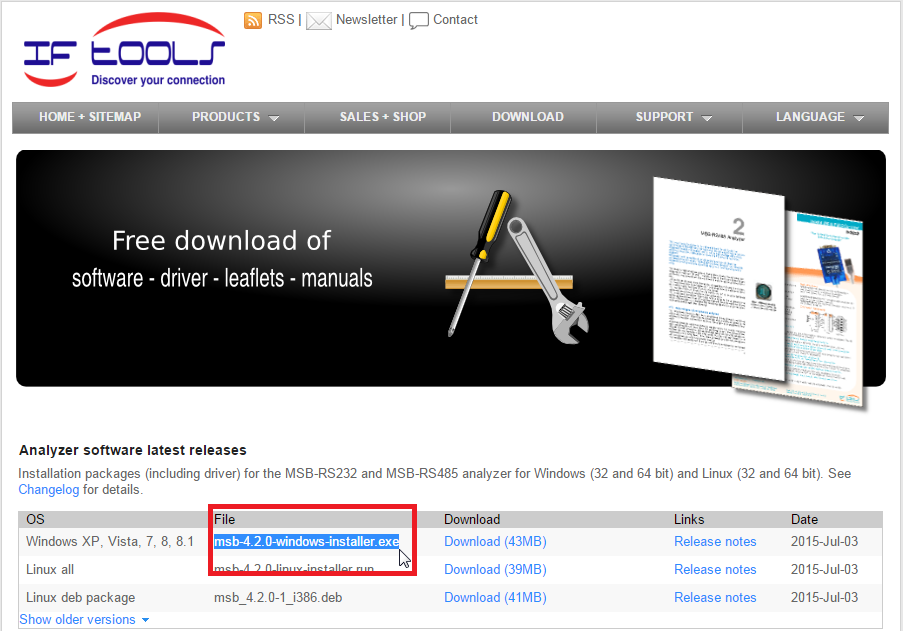 RSS | Newsletter | Contact
IF TOOLS
Discover your connection
HOME + SITEMAP PRODUCTS SALES + SHOP DOWNLOAD SUPPORT LANGUAGE
Free download of
software - driver - leaflets - manuals
2
MSB-RS485 Analyzer
Analyzer software latest releases
Installation packages (including driver) for the MSB-RS232 and MSB-RS485 analyzer for Windows (32 and 64 bit) and Linux (32 and 64 bit). See
Changelog for details.
OS File Download Links Date
Windows XP, Vista, 7, 8, 8.1 msb-4.2.0-windows-installer.exe Download (43MB) Release notes 2015-Jul-03
Linux all msb-4.2.0-linux-installer.run Download (39MB) Release notes 2015-Jul-03
Linux deb package msb_4.2.0-1_i386.deb Download (41MB) Release notes 2015-Jul-03
Show older versions